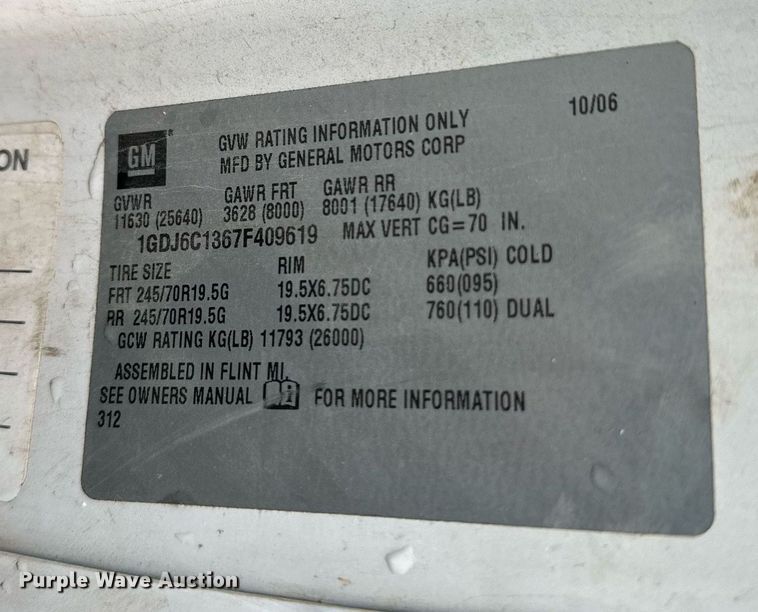 ON
10/06
GM®
GVW RATING INFORMATION ONLY
MFD BY GENERAL MOTORS CORP
GVWR GAWR FRT GAWR RR
11630 (25640) 3628 (8000) 8001 (17640) KG(LB)
1GDJ6C1367F409619 MAX VERT CG=70 IN.
TIRE SIZE RIM KPA(PSI) COLD
FRT 245/70R19.5G 19.5X6.75DC 660(095)
RR 245/70R19.5G 19.5X6.75DC 760(110) DUAL
GCW RATING KG(LB) 11793 (26000)
ASSEMBLED IN FLINT MI.
SEE OWNERS MANUAL FOR MORE INFORMATION
312
Purple Wave Auction